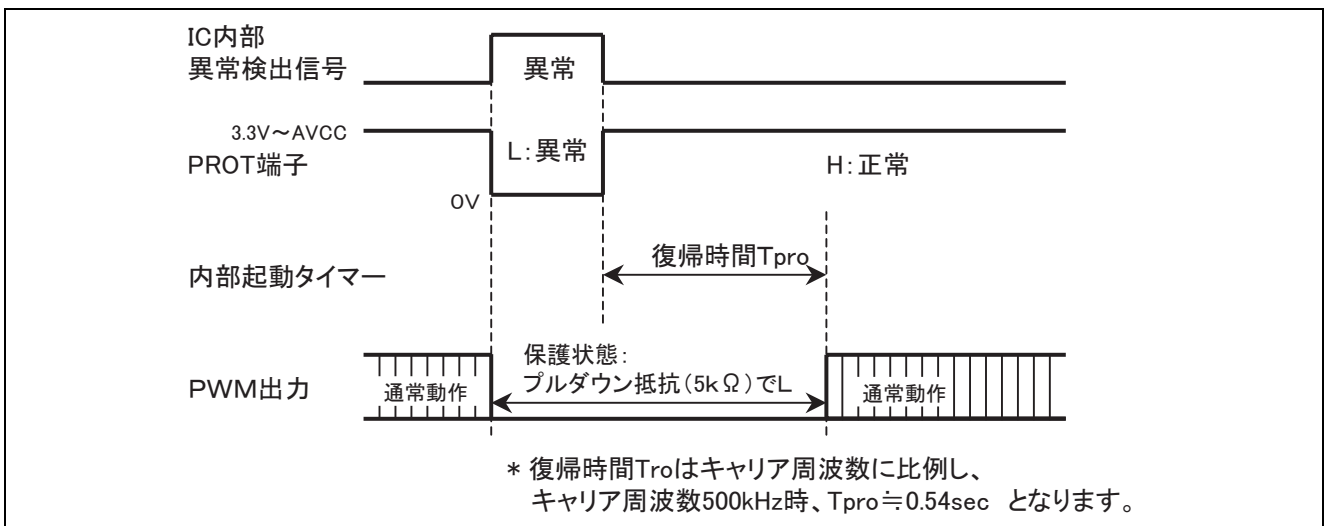 IC内部
異常検出信号
異常
3.3V～AVCC
PROT端子
L:異常
H:正常
0V
内部起動タイマー
復帰時間Tpro
PWM出力
通常動作
保護状態:
プルダウン抵抗(5kΩ)でL
通常動作
* 復帰時間Troはキャリア周波数に比例し、
キャリア周波数500kHz時、Tpro≒0.54sec となります。